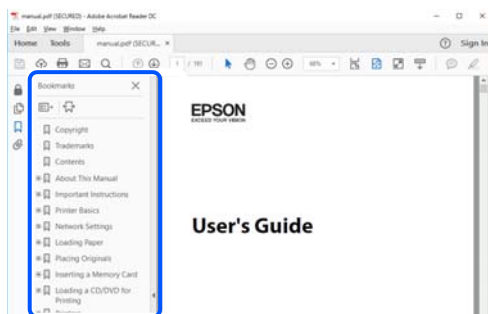 manual.pdf (SECURED) - Adobe Acrobat Reader DC
File Edit View Window Help
Home Tools manual.pdf (SECUR... × Sign In
1 / 191
Bookmarks
Copyright
Trademarks
Contents
About This Manual
Important Instructions
Printer Basics
Network Settings
Loading Paper
Placing Originals
Inserting a Memory Card
Loading a CD/DVD for
Printing
EPSON
EXCEED YOUR VISION
User's Guide